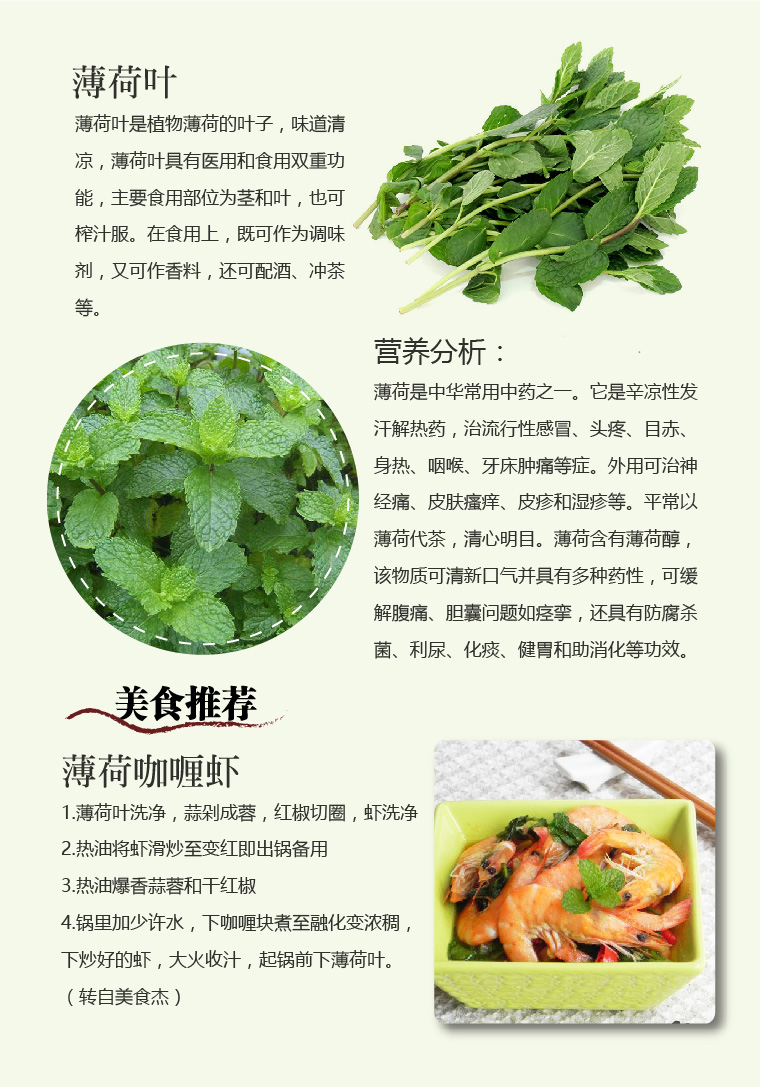 薄荷叶
薄荷叶是植物薄荷的叶子，味道清
凉，薄荷叶具有医用和食用双重功
能，主要食用部位为茎和叶，也可
榨汁服。在食用上，既可作为调味
剂，又可作香料，还可配酒、冲茶
等。
营养分析：
薄荷是中华常用中药之一。它是辛凉性发
汗解热药，治流行性感冒、头疼、目赤、
身热、咽喉、牙床肿痛等症。外用可治神
经痛、皮肤瘙痒、皮疹和湿疹等。平常以
薄荷代茶，清心明目。薄荷含有薄荷醇，
该物质可清新口气并具有多种药性，可缓
解腹痛、胆囊问题如痉挛，还具有防腐杀
菌、利尿、化痰、健胃和助消化等功效。
美食推荐
薄荷咖喱虾
1.薄荷叶洗净，蒜剁成蓉，红椒切圈，虾洗净
2.热油将虾滑炒至变红即出锅备用
3.热油爆香蒜蓉和干红椒
4.锅里加少许水，下咖喱块煮至融化变浓稠，
下炒好的虾，大火收汁，起锅前下薄荷叶。
（转自美食杰）